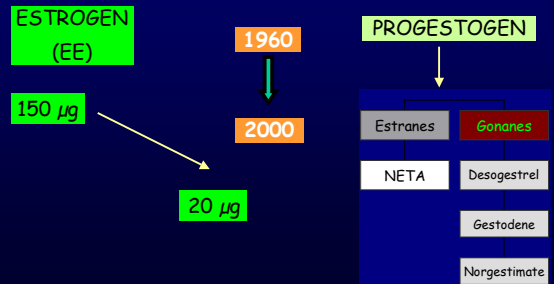 ESTROGEN
(EE)
150 µg
20 µg
1960
2000
PROGESTOGEN
Estranes
Gonanes
NETA
Desogestrel
Gestodene
Norgestimate